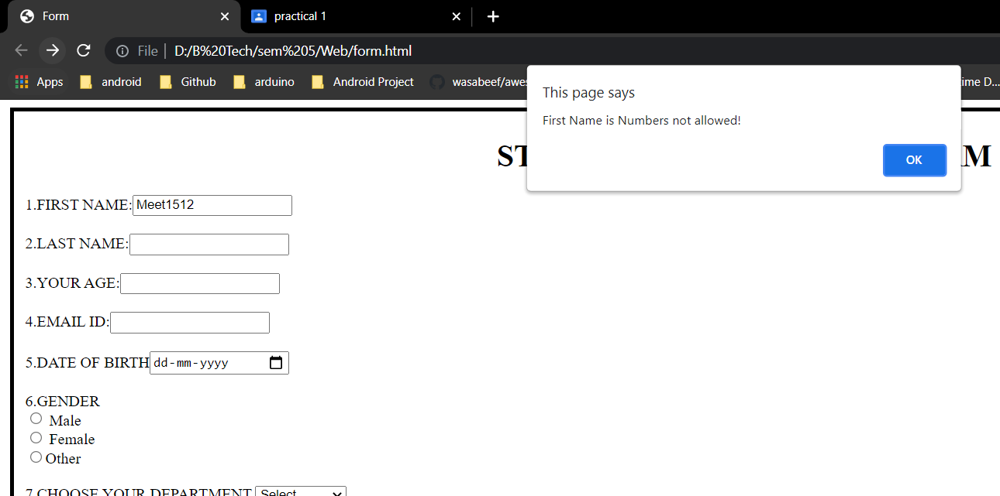 Form
practical 1
File | D:/B%20Tech/sem%205/Web/form.html
Apps android Github arduino Android Project wasabeef/awes
ime D...
This page says
First Name is Numbers not allowed!
OK
ST
M
1.FIRST NAME: Meet1512
2.LAST NAME:
3.YOUR AGE:
4.EMAIL ID:
5.DATE OF BIRTH dd-mm-yyyy
6.GENDER
Male
Female
Other
7.CHOOSE YOUR DEPARTMENT Select